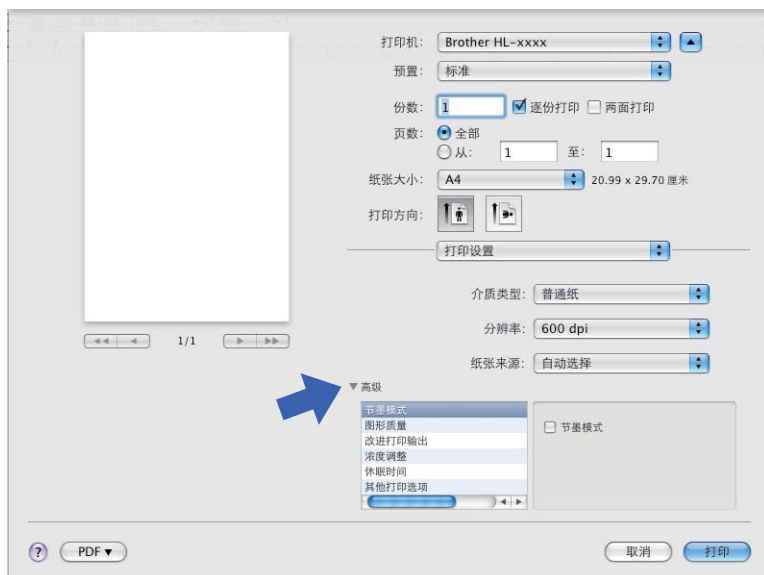 打印机: Brother HL-xxxx
预置: 标准
份数: 1 逐份打印 两面打印
页数: 全部
从: 1 至: 1
纸张大小: A4 20.99 x 29.70 厘米
打印方向:
打印设置
介质类型: 普通纸
1/1
分辨率: 600 dpi
纸张来源: 自动选择
高级
节墨模式
图形质量
改进打印输出
浓度调整
休眠时间
其他打印选项
节墨模式
? PDF▼ 取消 打印